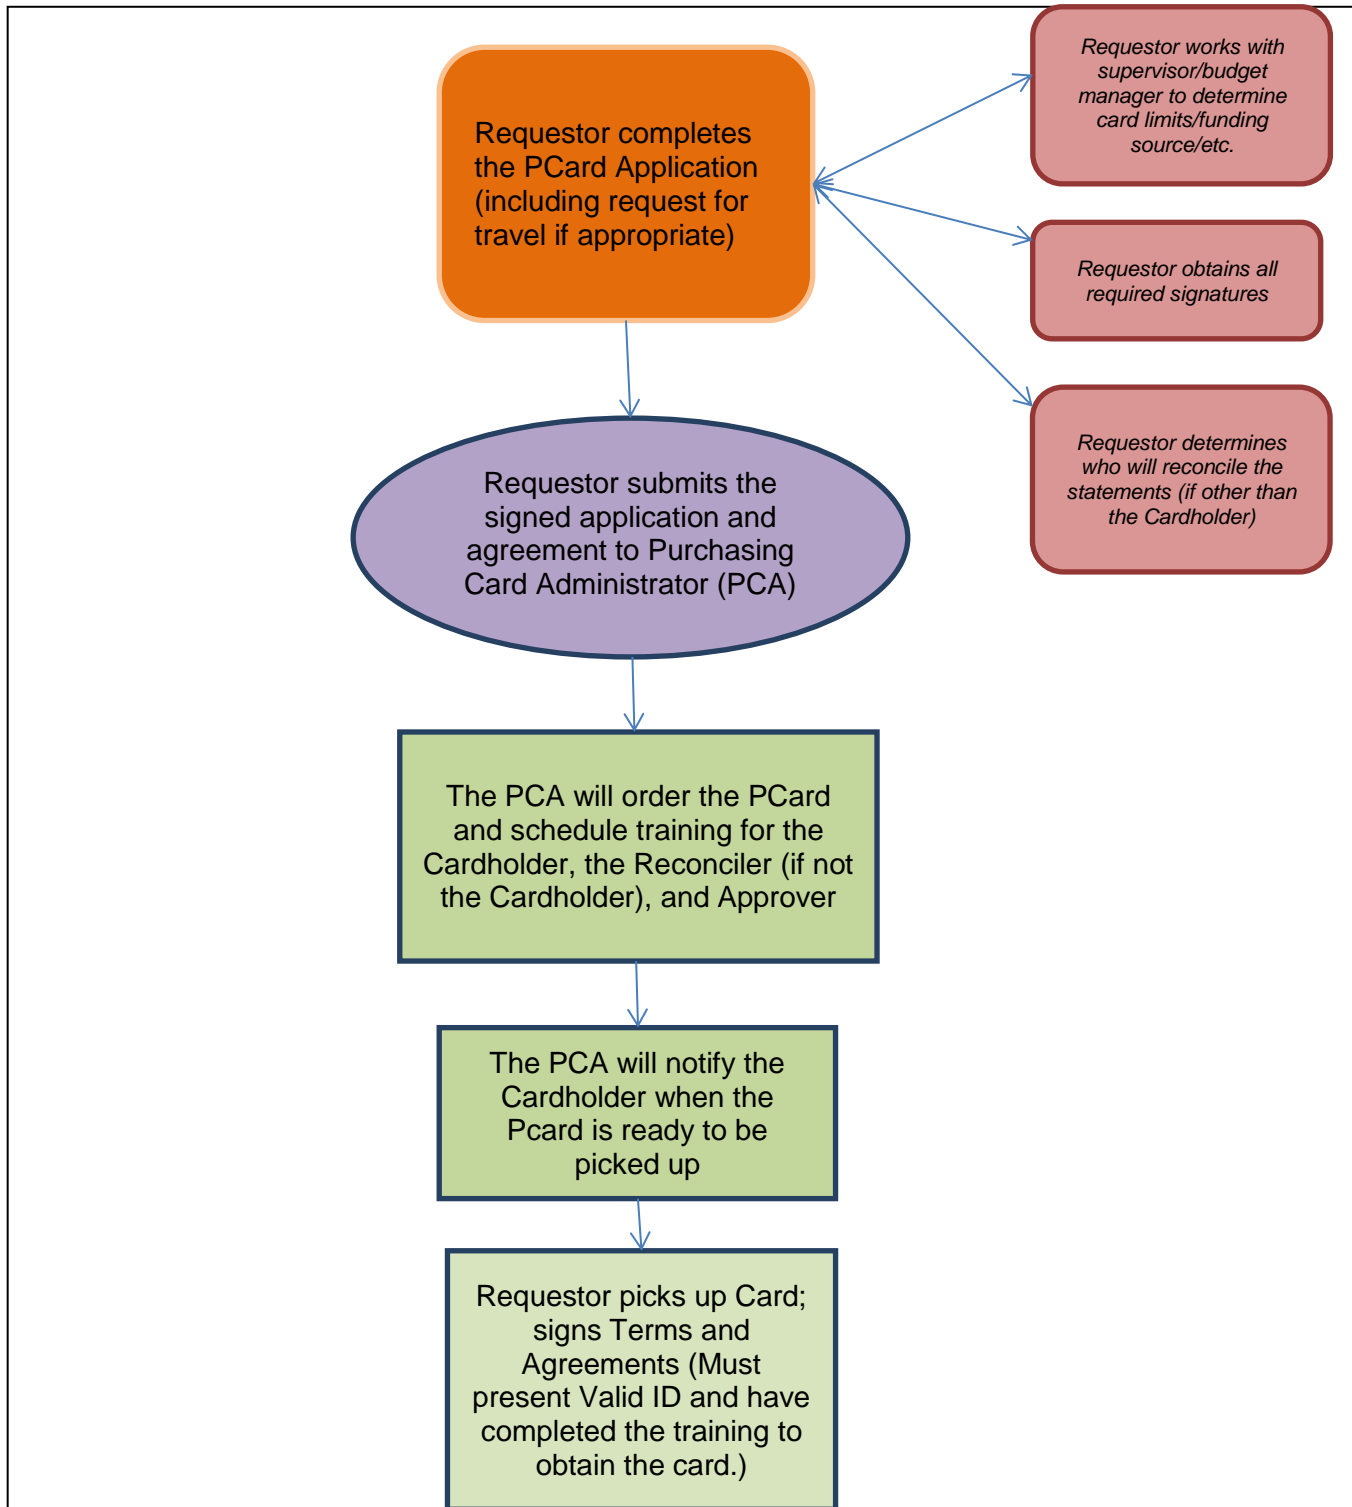 Requestor completes
the PCard Application
(including request for
travel if appropriate)
Requestor works with
supervisor/budget
manager to determine
card limits/funding
source/etc.
Requestor obtains all
required signatures
Requestor determines
who will reconcile the
statements (if other than
the Cardholder)
Requestor submits the
signed application and
agreement to Purchasing
Card Administrator (PCA)
The PCA will order the PCard
and schedule training for the
Cardholder, the Reconciler (if not
the Cardholder), and Approver
The PCA will notify the
Cardholder when the
Pcard is ready to be
picked up
Requestor picks up Card;
signs Terms and
Agreements (Must
present Valid ID and have
completed the training to
obtain the card.)